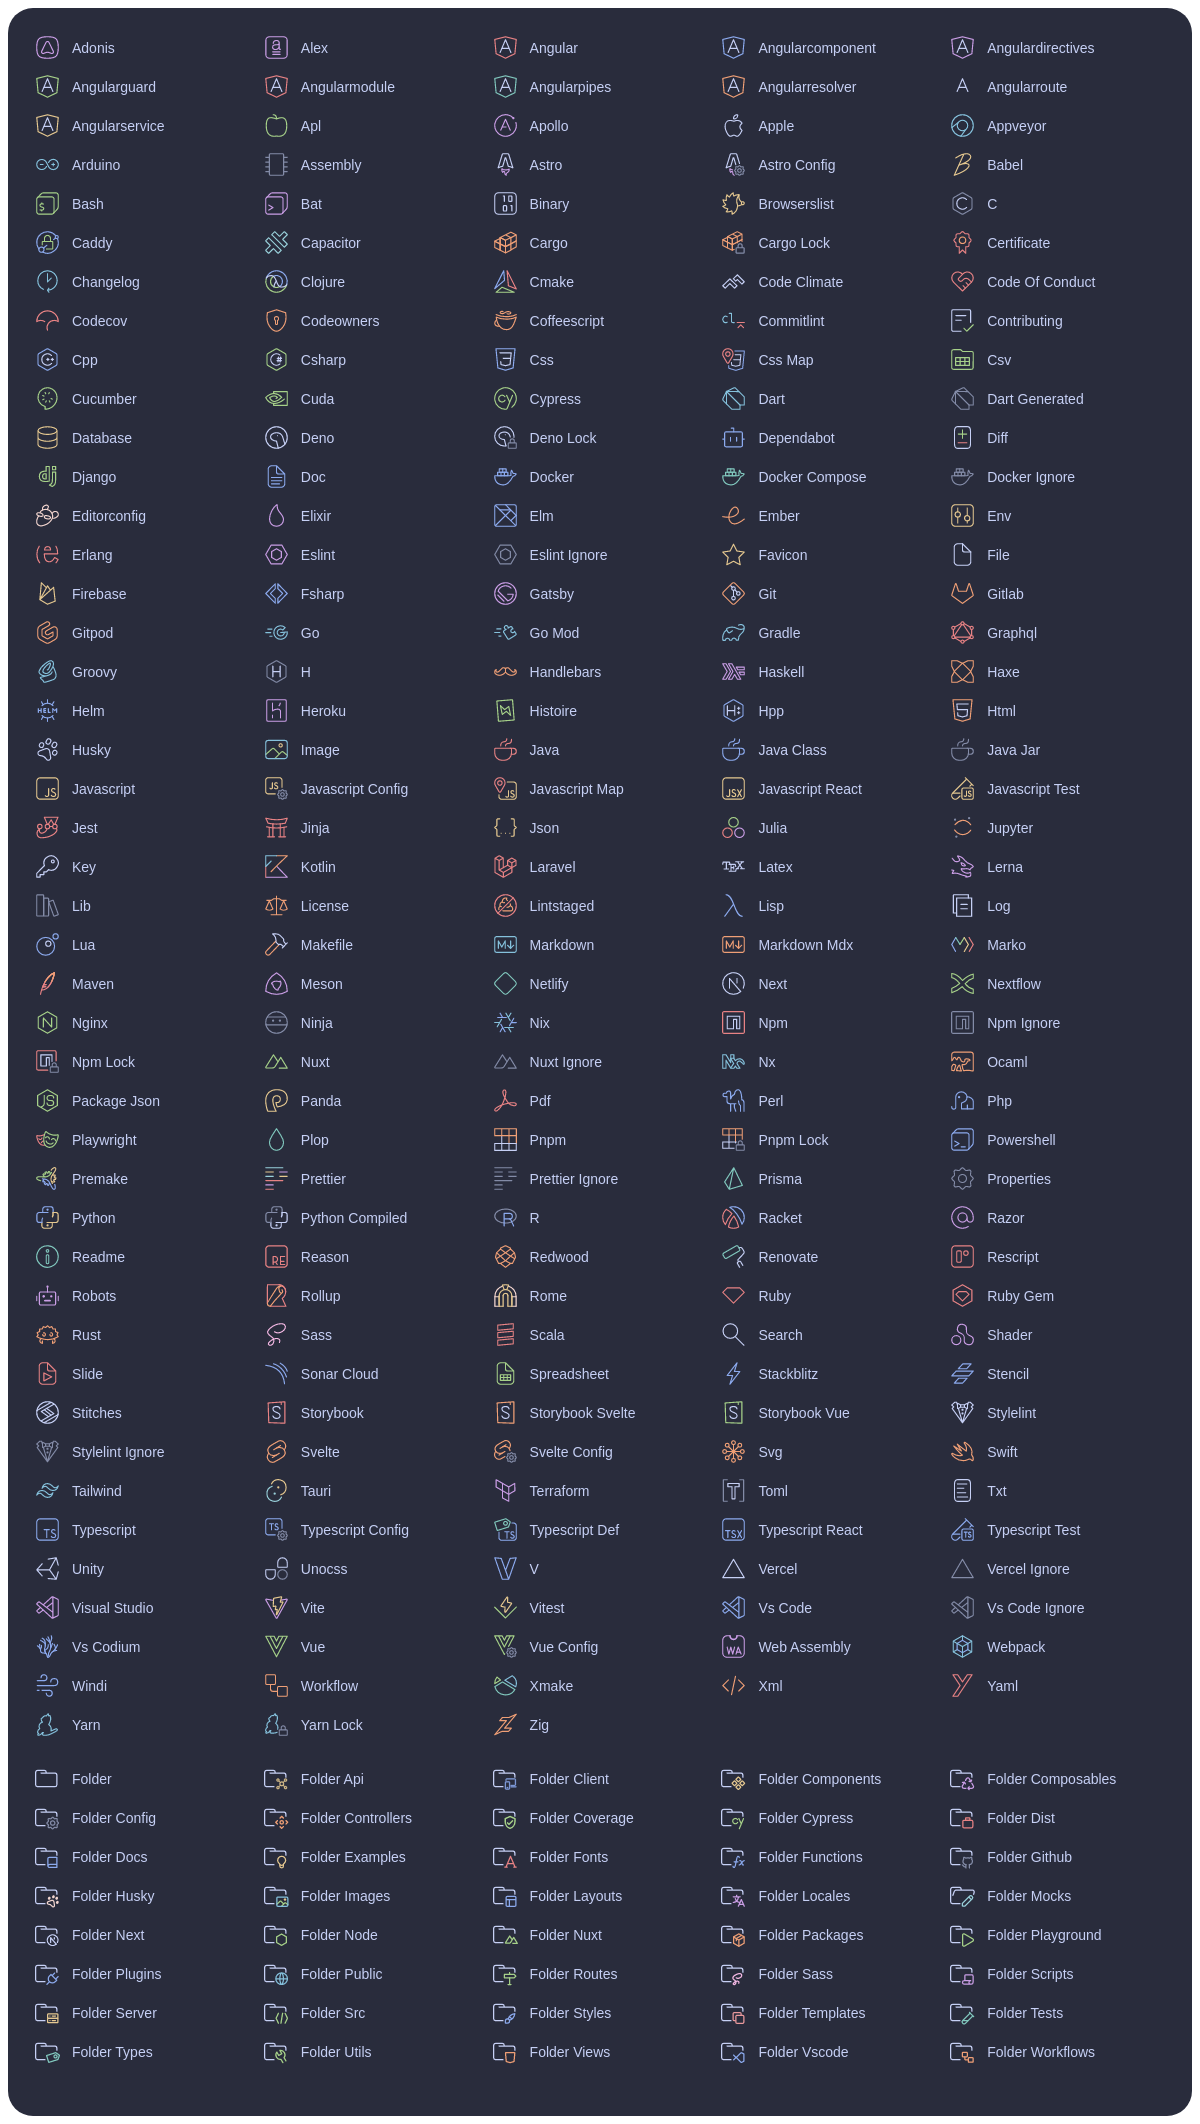 Adonis Alex Angular Angularcomponent Angulardirectives
Angularguard Angularmodule Angularpipes Angularresolver Angularroute
Angularservice Apl Apollo Apple Appveyor
Arduino Assembly Astro Astro Config Babel
Bash Bat Binary Browserslist C
Caddy Capacitor Cargo Cargo Lock Certificate
Changelog Clojure Cmake Code Climate Code Of Conduct
Codecov Codeowners Coffeescript Commitlint Contributing
Cpp Csharp Css Css Map Csv
Cucumber Cuda Cypress Dart Dart Generated
Database Deno Deno Lock Dependabot Diff
Django Doc Docker Docker Compose Docker Ignore
Editorconfig Elixir Elm Ember Env
Erlang Eslint Eslint Ignore Favicon File
Firebase Fsharp Gatsby Git Gitlab
Gitpod Go Go Mod Gradle Graphql
Groovy H Handlebars Haskell Haxe
Helm Heroku Histoire Hpp Html
Husky Image Java Java Class Java Jar
Javascript Javascript Config Javascript Map Javascript React Javascript Test
Jest Jinja Json Julia Jupyter
Key Kotlin Laravel Latex Lerna
Lib License Lintstaged Lisp Log
Lua Makefile Markdown Markdown Mdx Marko
Maven Meson Netlify Next Nextflow
Nginx Ninja Nix Npm Npm Ignore
Npm Lock Nuxt Nuxt Ignore Nx Ocaml
Package Json Panda Pdf Perl Php
Playwright Plop Pnpm Pnpm Lock Powershell
Premake Prettier Prettier Ignore Prisma Properties
Python Python Compiled R Racket Razor
Readme Reason Redwood Renovate Rescript
Robots Rollup Rome Ruby Ruby Gem
Rust Sass Scala Search Shader
Slide Sonar Cloud Spreadsheet Stackblitz Stencil
Stitches Storybook Storybook Svelte Storybook Vue Stylelint
Stylelint Ignore Svelte Svelte Config Svg Swift
Tailwind Tauri Terraform Toml Txt
Typescript Typescript Config Typescript Def Typescript React Typescript Test
Unity Unocss V Vercel Vercel Ignore
Visual Studio Vite Vitest Vs Code Vs Code Ignore
Vs Codium Vue Vue Config Web Assembly Webpack
Windi Workflow Xmake Xml Yaml
Yarn Yarn Lock Zig
Folder Folder Api Folder Client Folder Components Folder Composables
Folder Config Folder Controllers Folder Coverage Folder Cypress Folder Dist
Folder Docs Folder Examples Folder Fonts Folder Functions Folder Github
Folder Husky Folder Images Folder Layouts Folder Locales Folder Mocks
Folder Next Folder Node Folder Nuxt Folder Packages Folder Playground
Folder Plugins Folder Public Folder Routes Folder Sass Folder Scripts
Folder Server Folder Src Folder Styles Folder Templates Folder Tests
Folder Types Folder Utils Folder Views Folder Vscode Folder Workflows